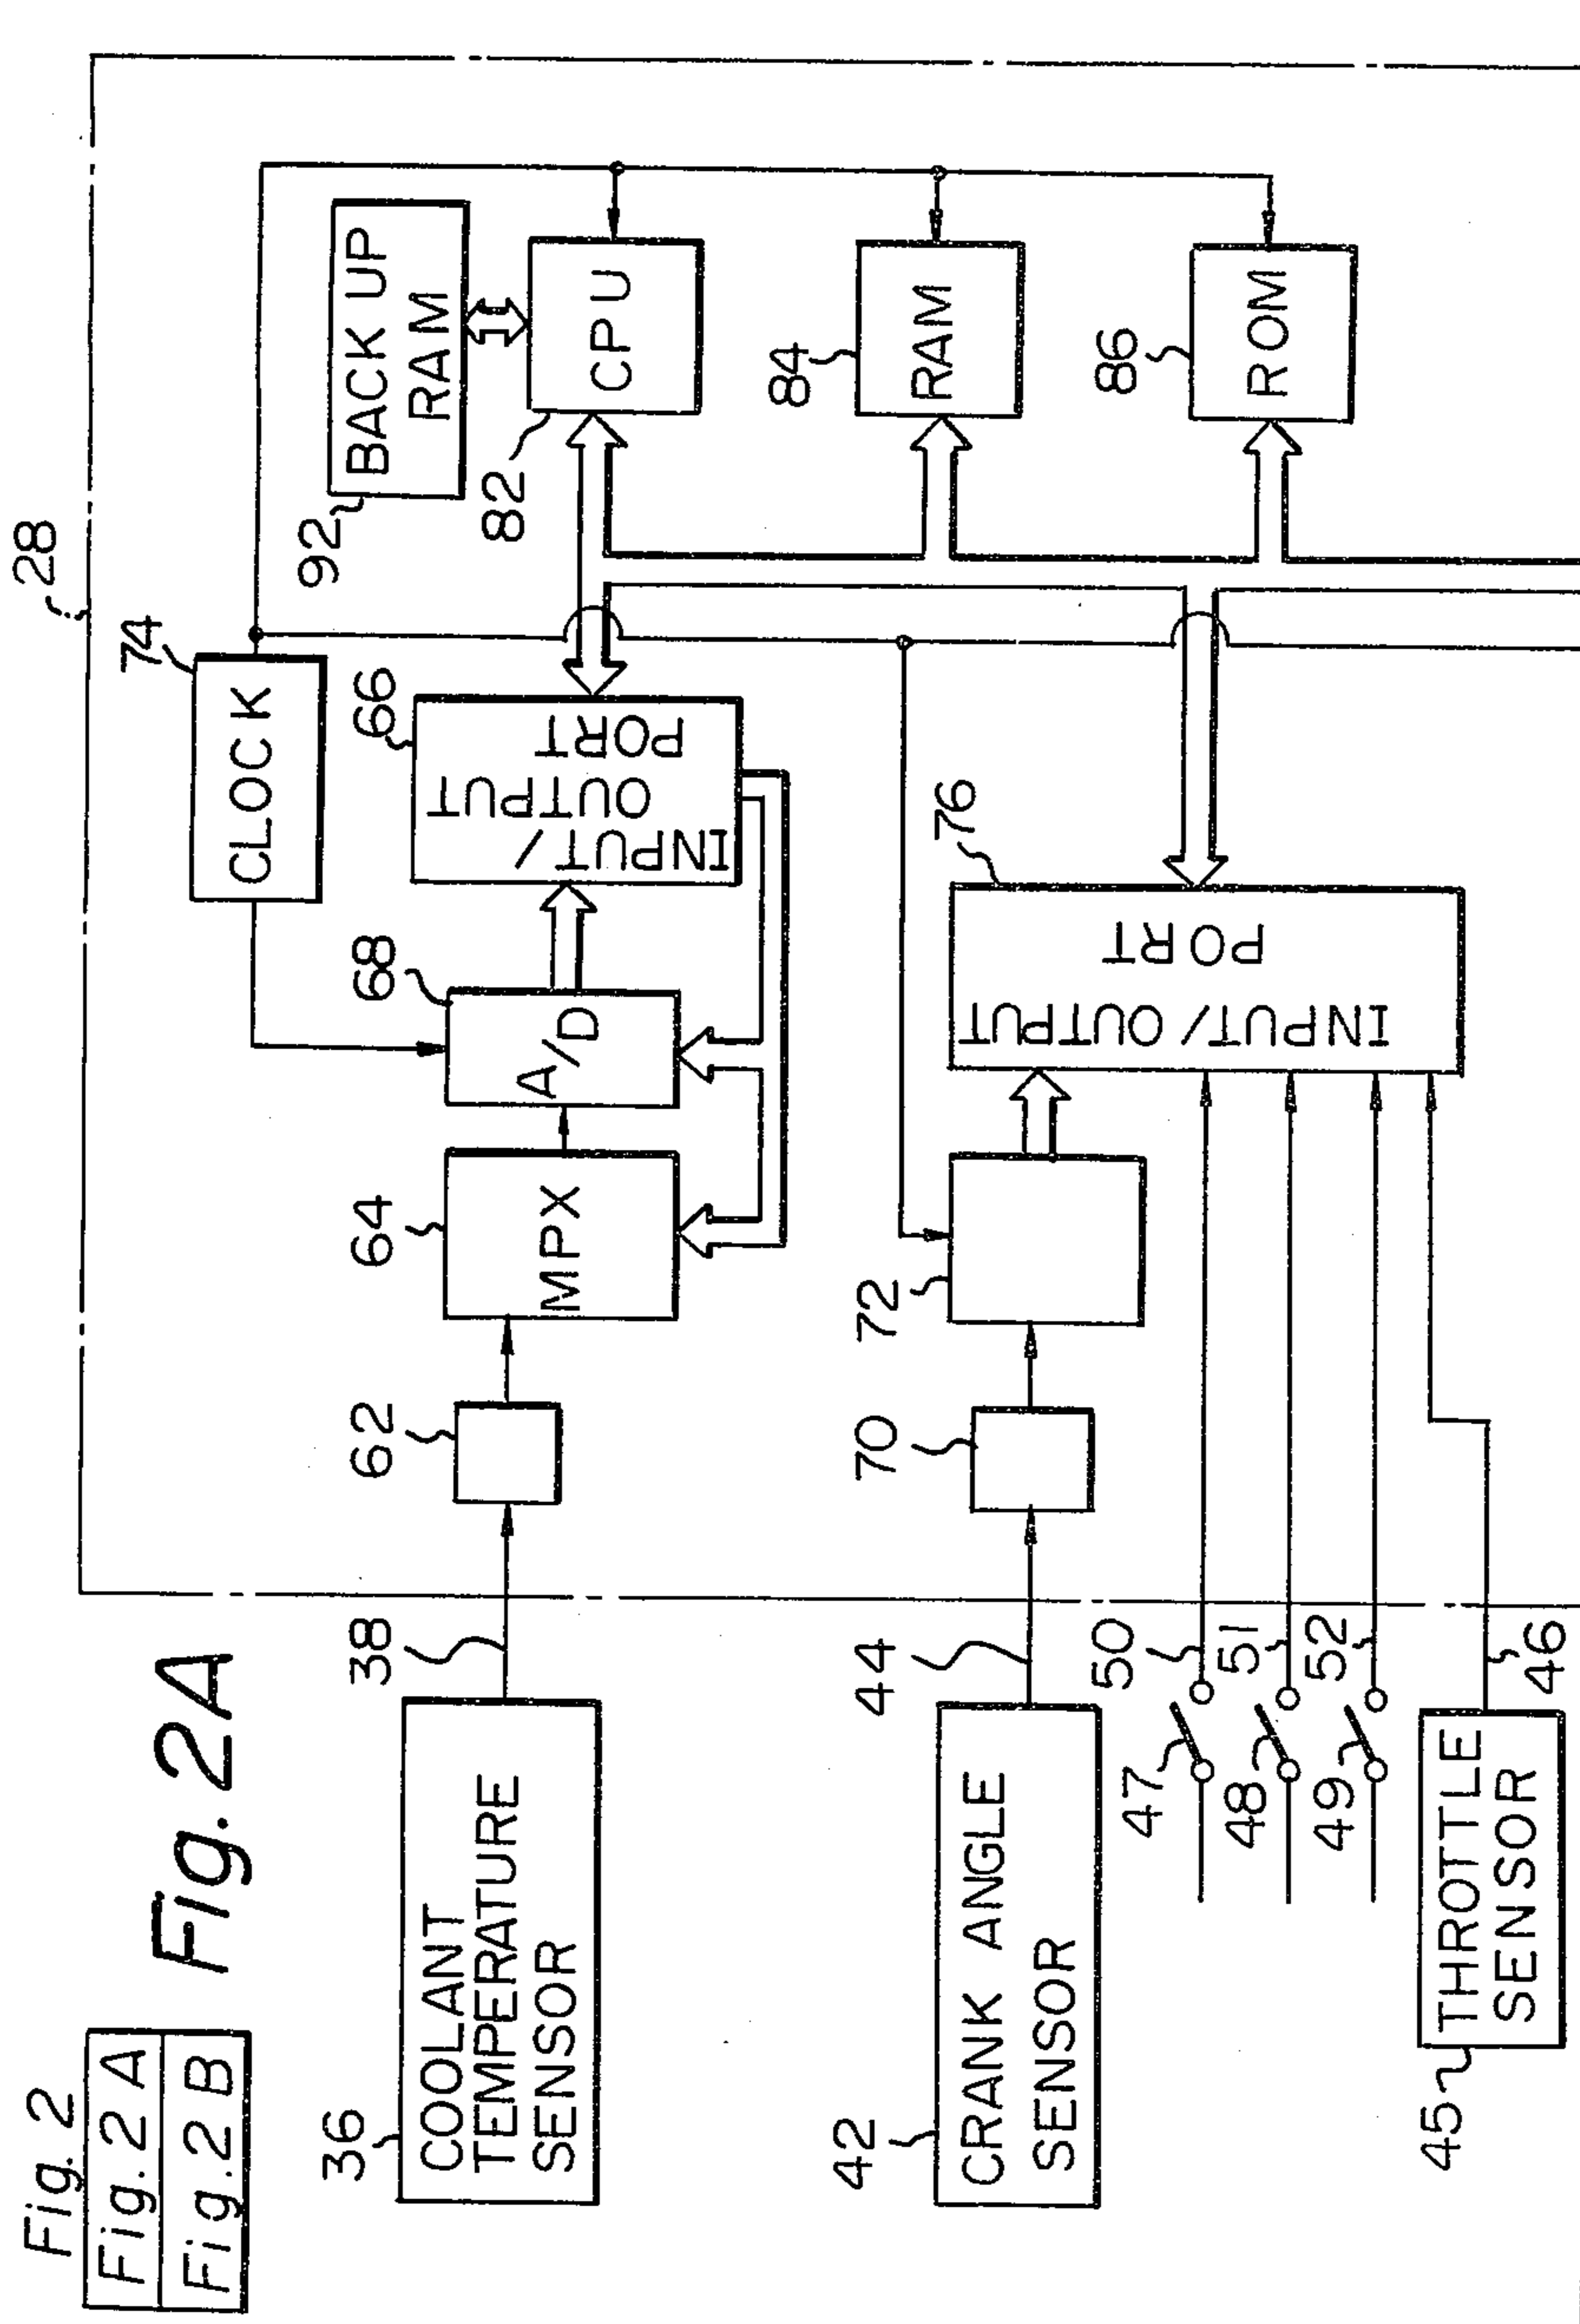 Fig. 2
Fig. 2 A
Fig. 2 B
Fig. 2A
28
36
COOLANT
TEMPERATURE
SENSOR
38
62
64
MPX
68
A/D
66
INPUT/
OUTPUT
PORT
74
CLOCK
92
BACK UP
RAM
82
CPU
84
RAM
86
ROM
42
CRANK ANGLE
SENSOR
44
70
72
76
INPUT/OUTPUT
PORT
47
50
48
51
49
52
45
THROTTLE
SENSOR
46